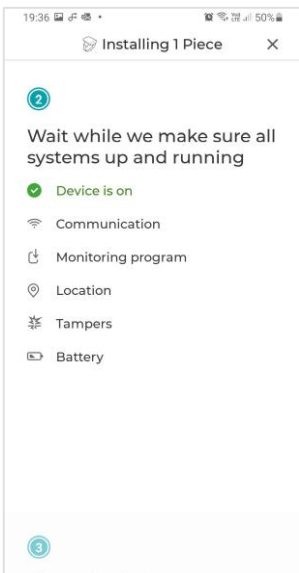 19:36 50%
Installing 1 Piece
2
Wait while we make sure all
systems up and running
Device is on
Communication
Monitoring program
Location
Tampers
Battery
3